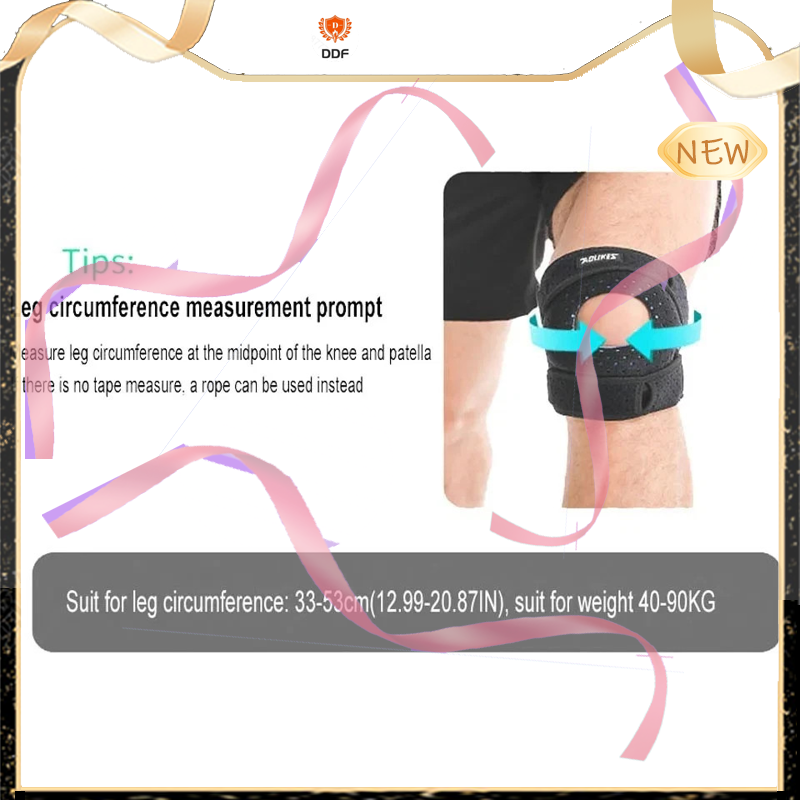 DDF
NEW
AOLIKES
Tips:
eg circumference measurement prompt
easure leg circumference at the midpoint of the knee and patella
there is no tape measure, a rope can be used instead
Suit for leg circumference: 33-53cm(12.99-20.87IN), suit for weight 40-90KG